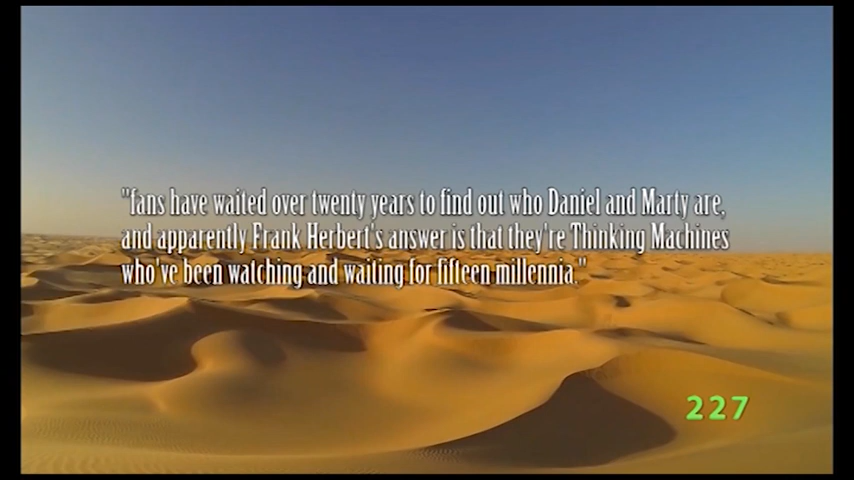 "fans have waited over twenty years to find out who Daniel and Marty are,
and apparently Frank Herbert's answer is that they're Thinking Machines
who've been watching and waiting for fifteen millennia."
227